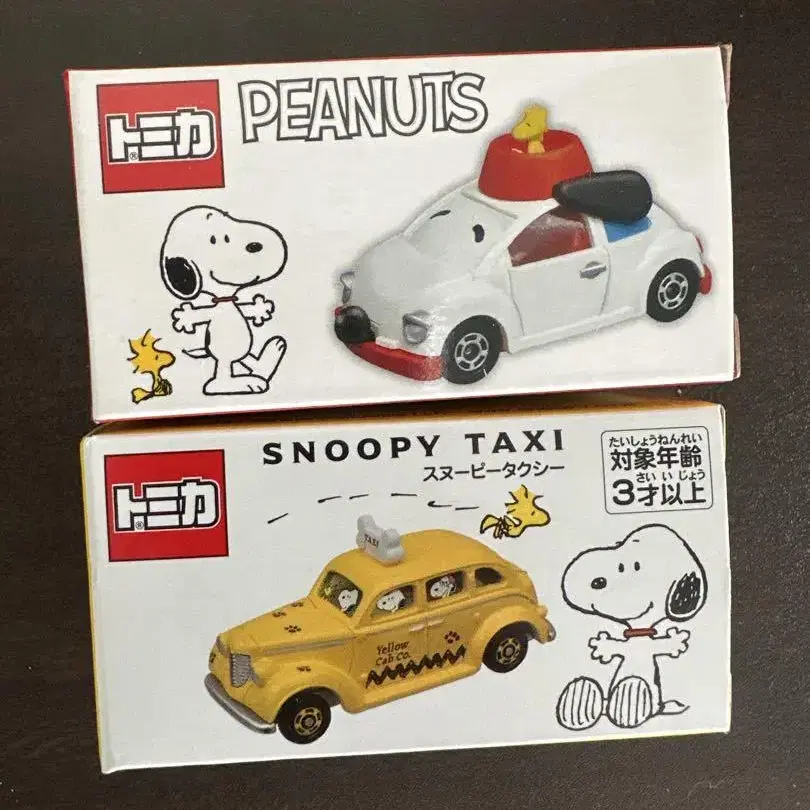 トミカ®
PEANUTS
SNOOPY TAXI
スヌーピータクシー
たいしょうねんれい
対象年齢
さい いじょう
3才以上
トミカ®
TAXI
Yellow
Cab Co.